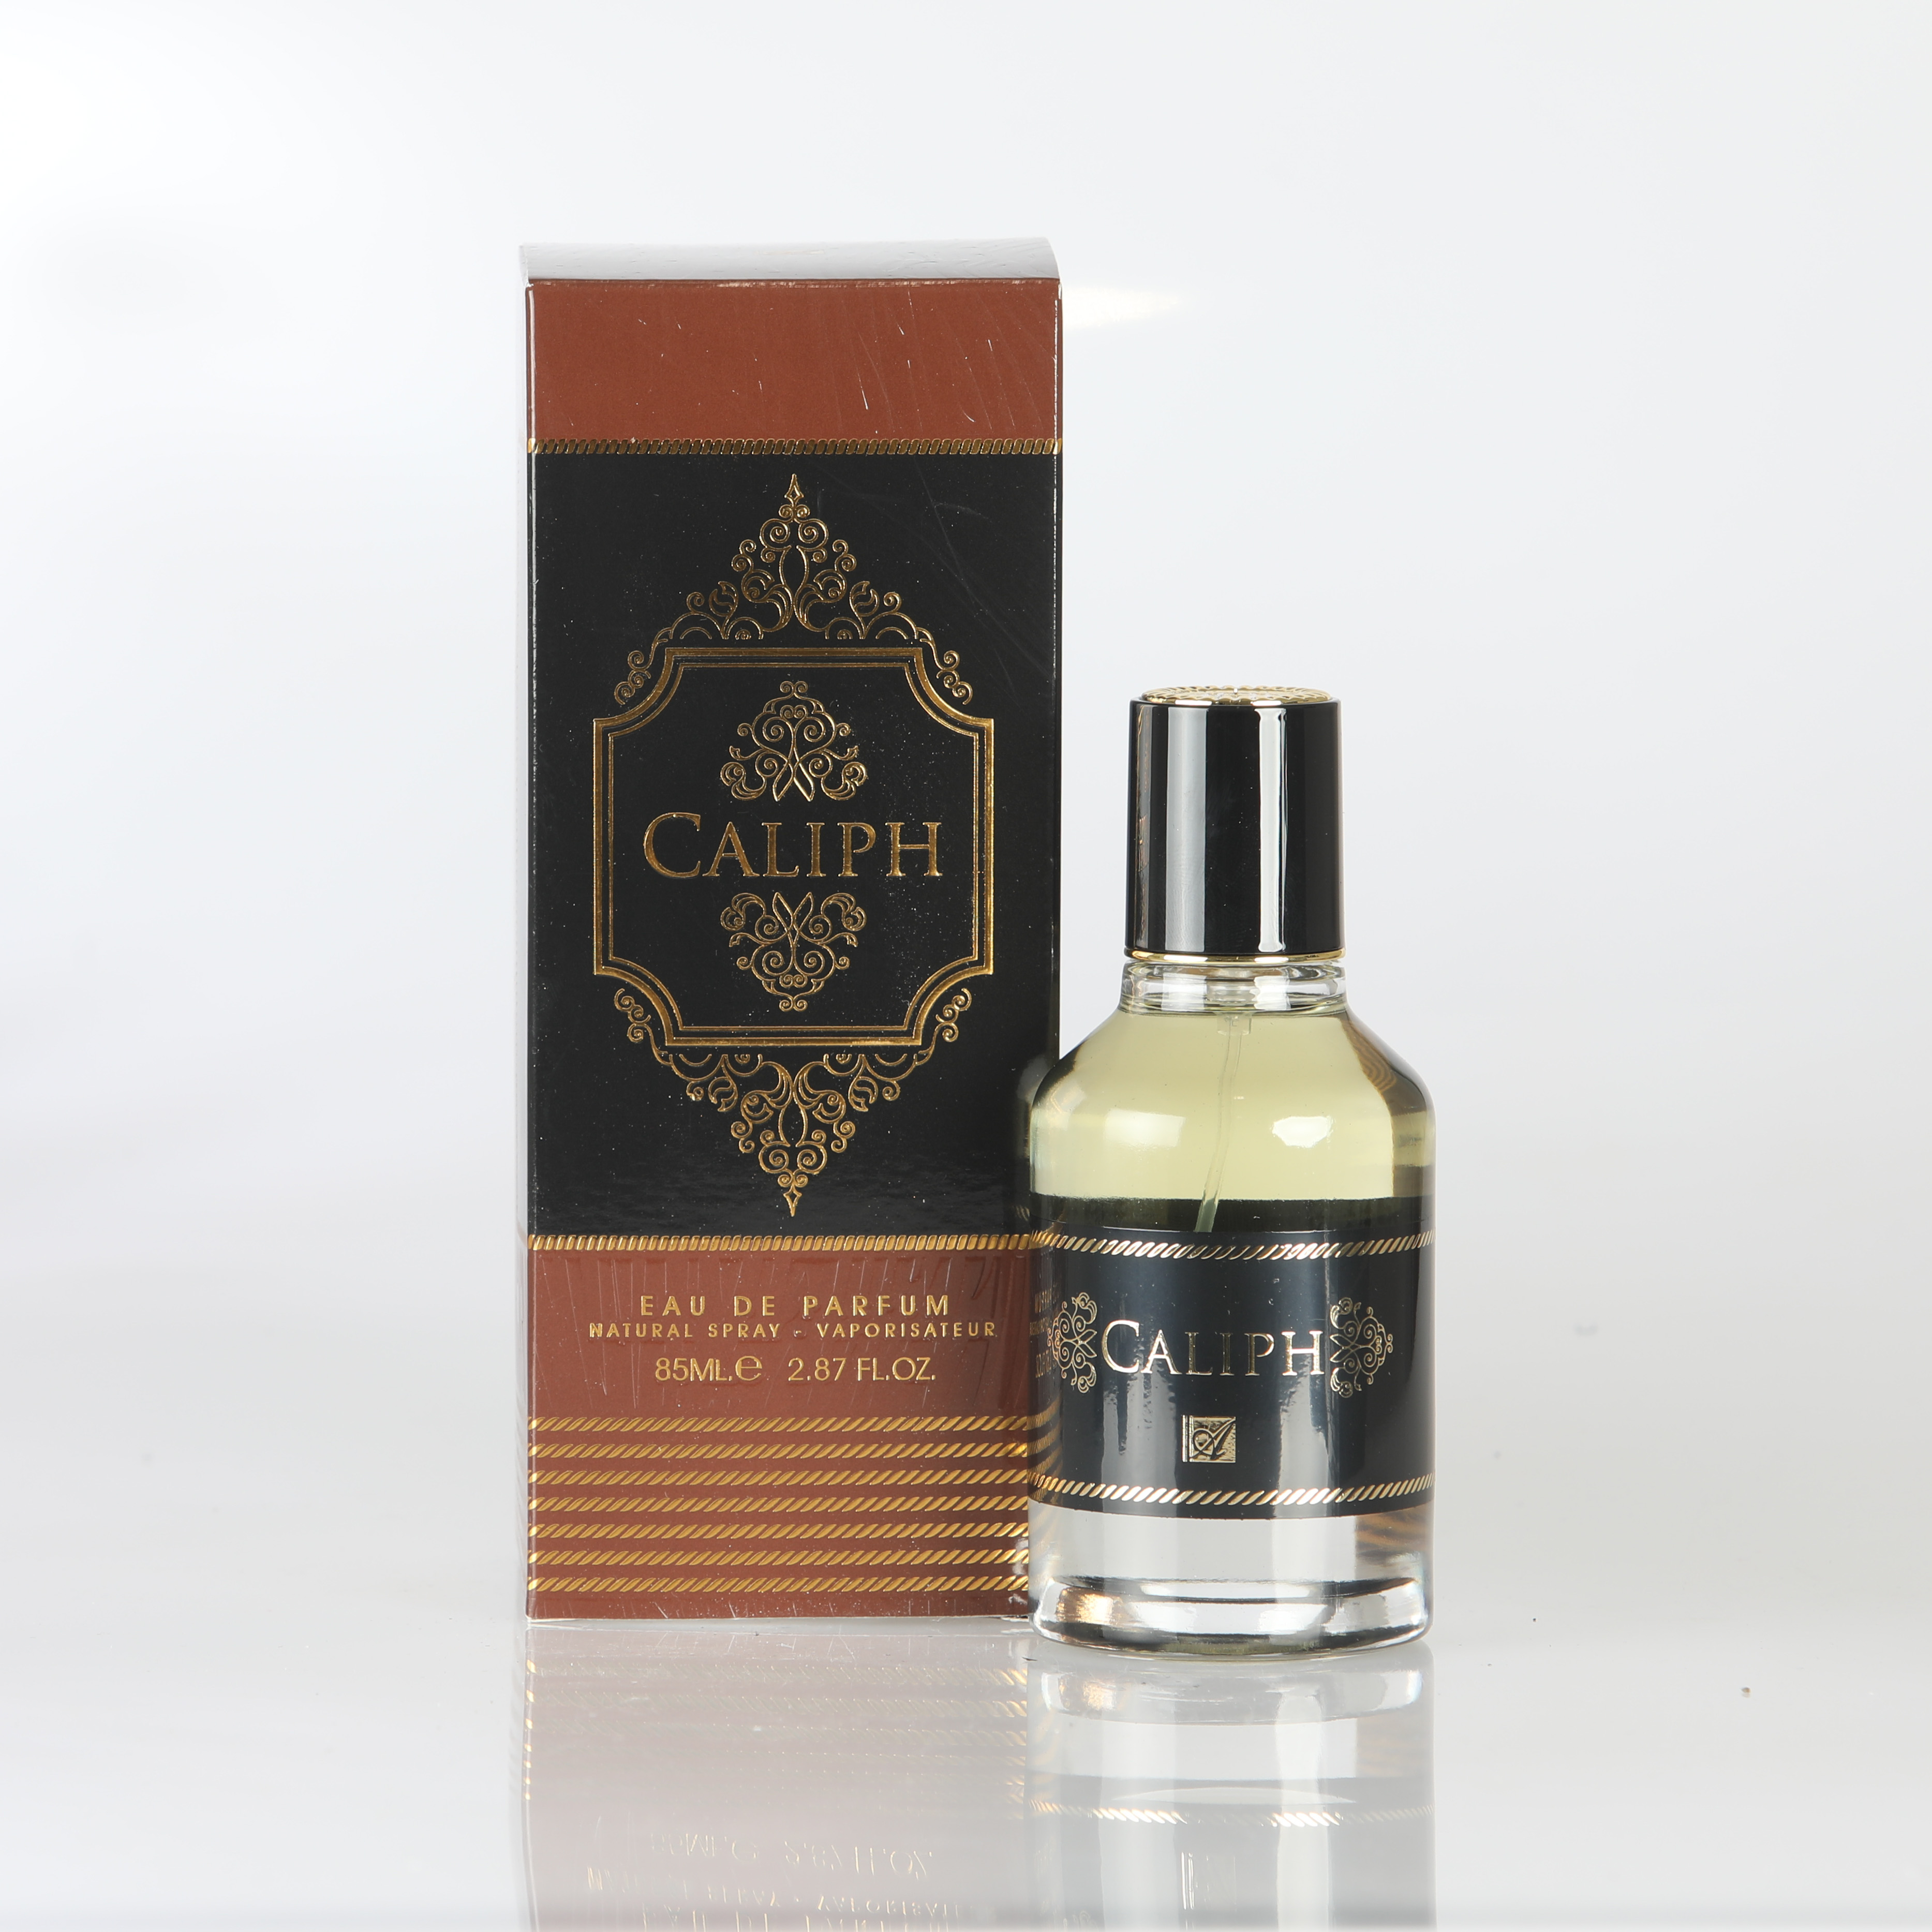 CALIPH
EAU DE PARFUM
NATURAL SPRAY - VAPORISATEUR
85ML.℮ 2.87 FL.OZ.
CALIPH
A